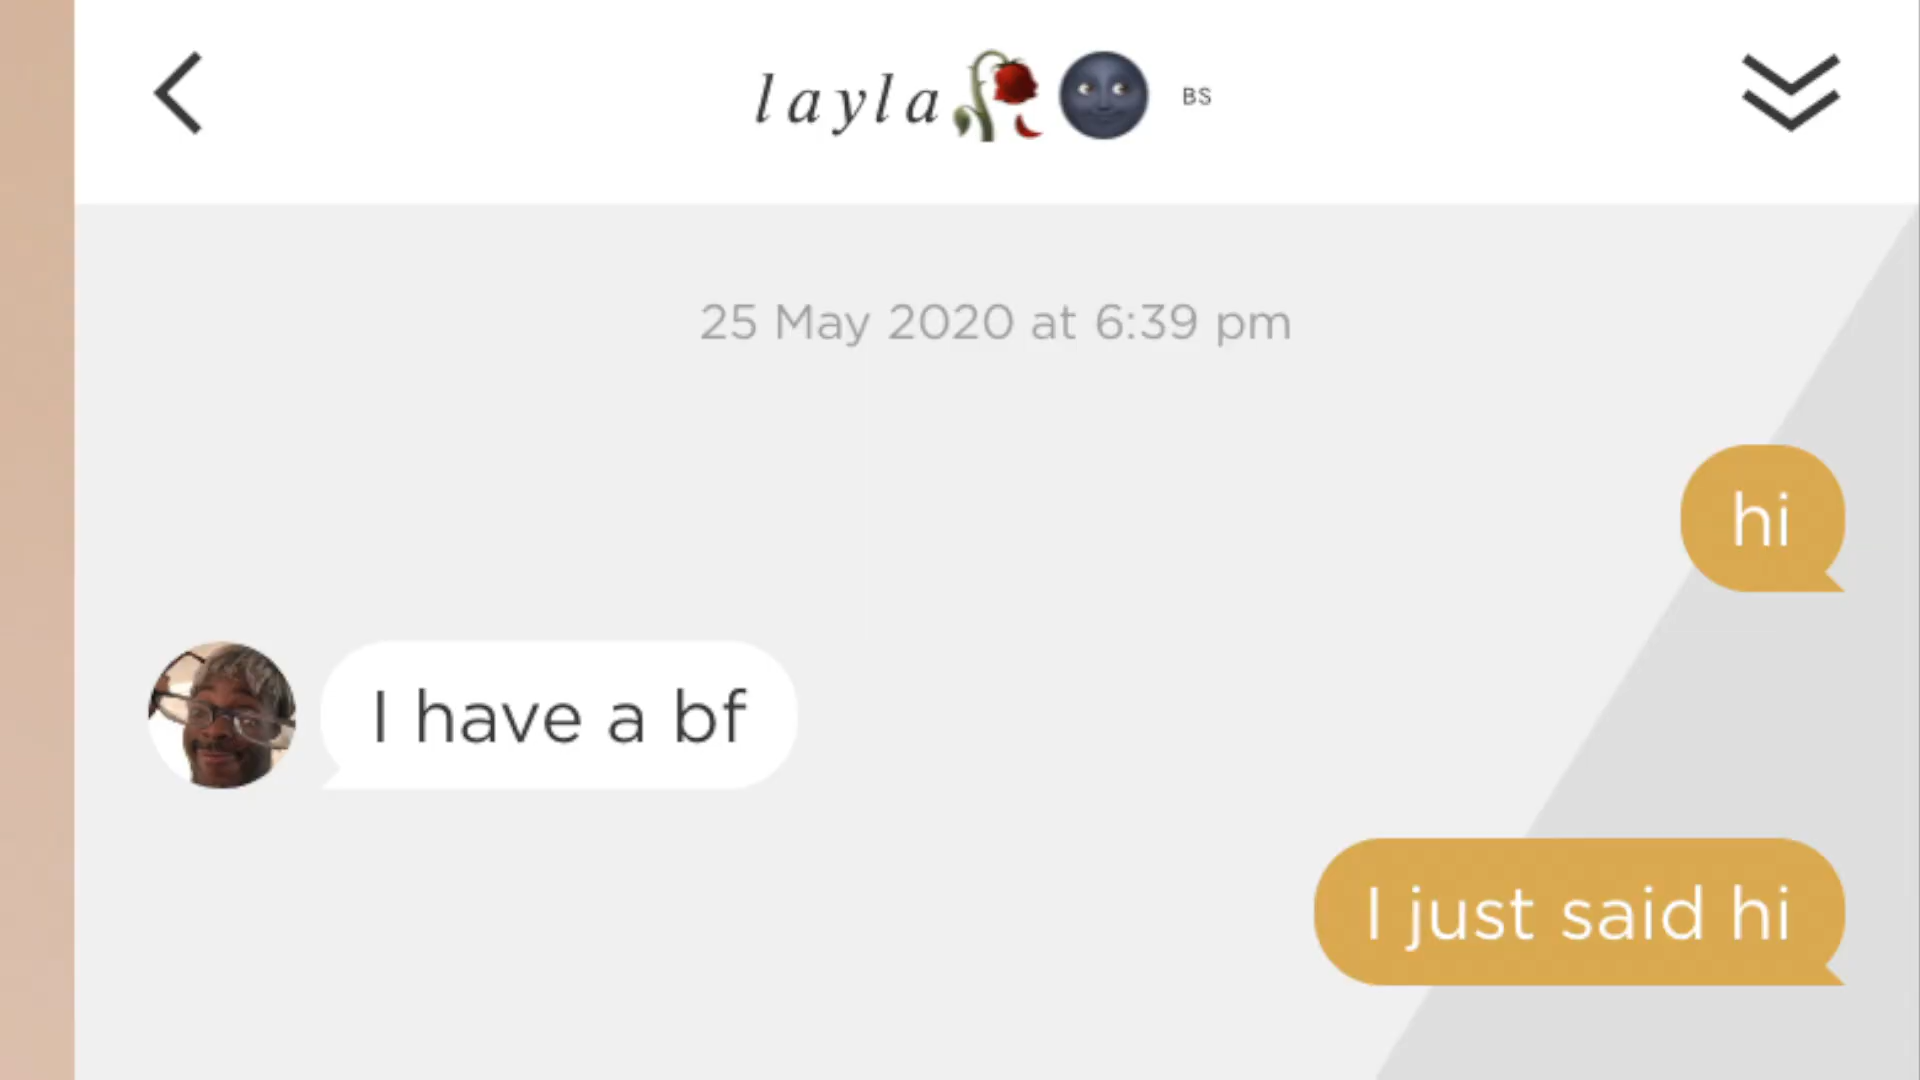 layla🥀🌚 BS
25 May 2020 at 6:39 pm
hi
I have a bf
I just said hi